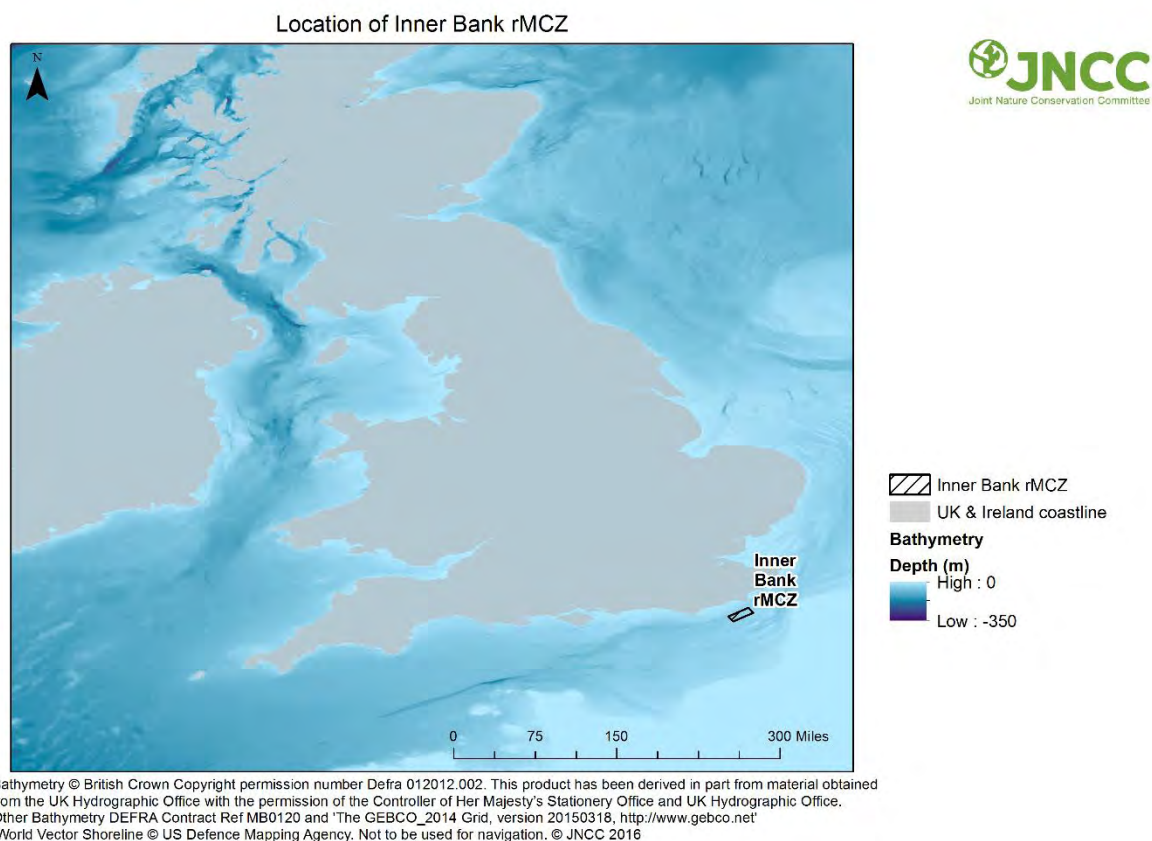 Location of Inner Bank rMCZ
N
JNCC
Joint Nature Conservation Committee
Inner Bank rMCZ
UK & Ireland coastline
Bathymetry
Depth (m)
High : 0
Low : -350
Inner
Bank
rMCZ
0 75 150 300 Miles
athymetry © British Crown Copyright permission number Defra 012012.002. This product has been derived in part from material obtained
om the UK Hydrographic Office with the permission of the Controller of Her Majesty's Stationery Office and UK Hydrographic Office.
Other Bathymetry DEFRA Contract Ref MB0120 and 'The GEBCO_2014 Grid, version 20150318, http://www.gebco.net'
World Vector Shoreline © US Defence Mapping Agency. Not to be used for navigation. © JNCC 2016